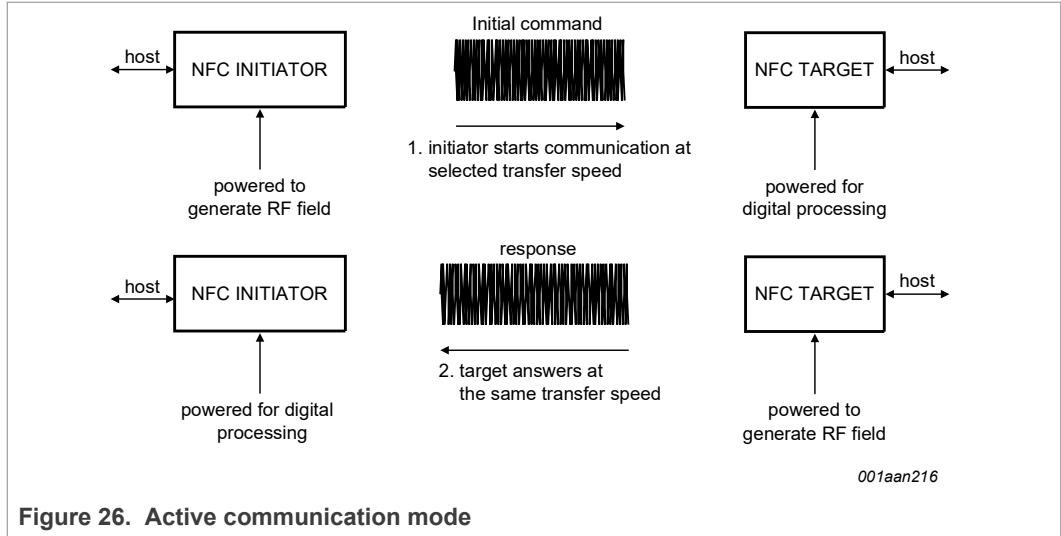 Initial command
host
NFC INITIATOR
NFC TARGET
host
1. initiator starts communication at
selected transfer speed
powered to
generate RF field
powered for
digital processing
response
host
NFC INITIATOR
NFC TARGET
host
2. target answers at
the same transfer speed
powered for digital
processing
powered to
generate RF field
001aan216
Figure 26. Active communication mode